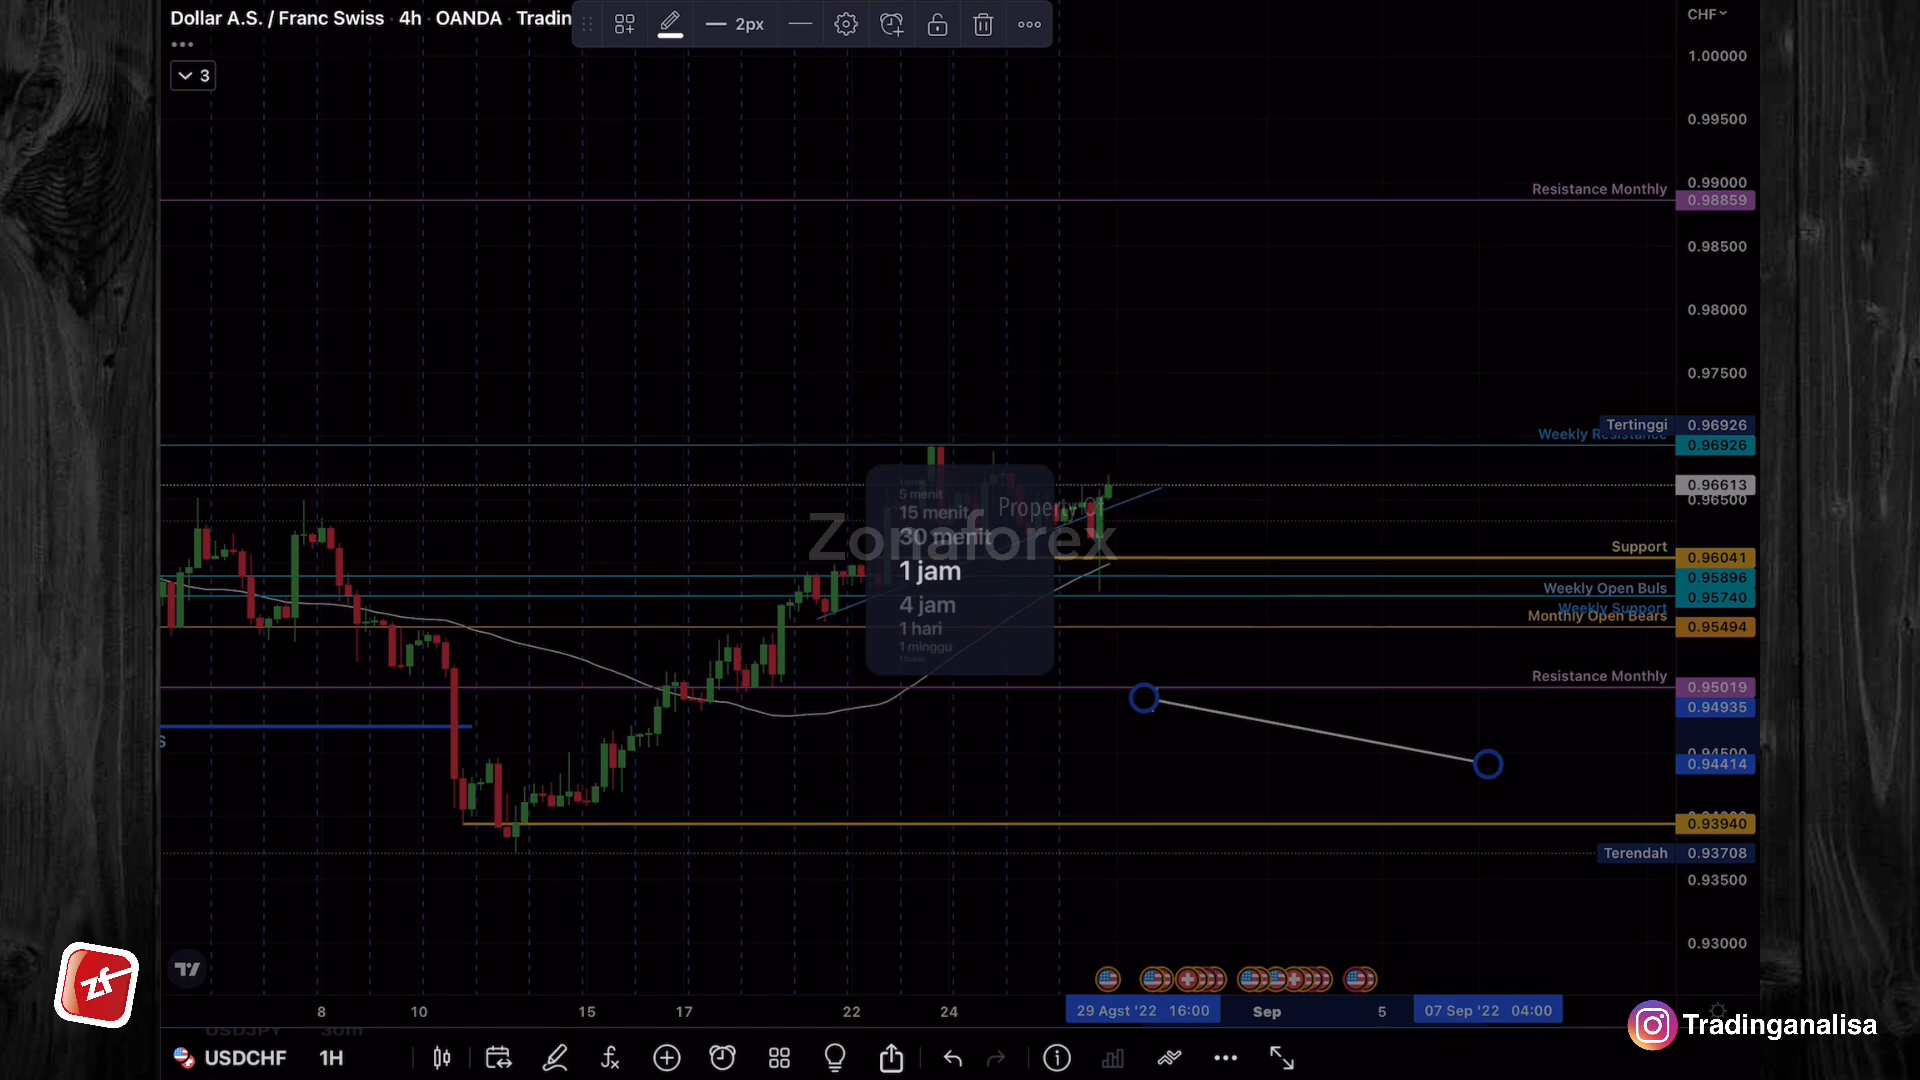 Dollar A.S. / Franc Swiss · 4h · OANDA · Tradin
2px
CHF
3
1.00000
0.99500
Resistance Monthly 0.99000
0.98859
0.98500
0.98000
0.97500
Tertinggi 0.96926
Weekly Resistance 0.96926
0.96613
0.96500
5 menit
15 menit
30 menit
1 jam
4 jam
1 hari
1 minggu
Property Of
Zonaforex
Support
0.96041
0.95896
Weekly Open Buls
0.95740
Weekly Support
Monthly Open Bears
0.95494
Resistance Monthly
0.95019
0.94935
0.94500
0.94414
0.93940
Terendah 0.93708
0.93500
0.93000
8 10 15 17 22 24 29 Agst '22 16:00 Sep 5 07 Sep '22 04:00
USDJPY 30m
USDCHF 1H
zf
Tradinganalisa